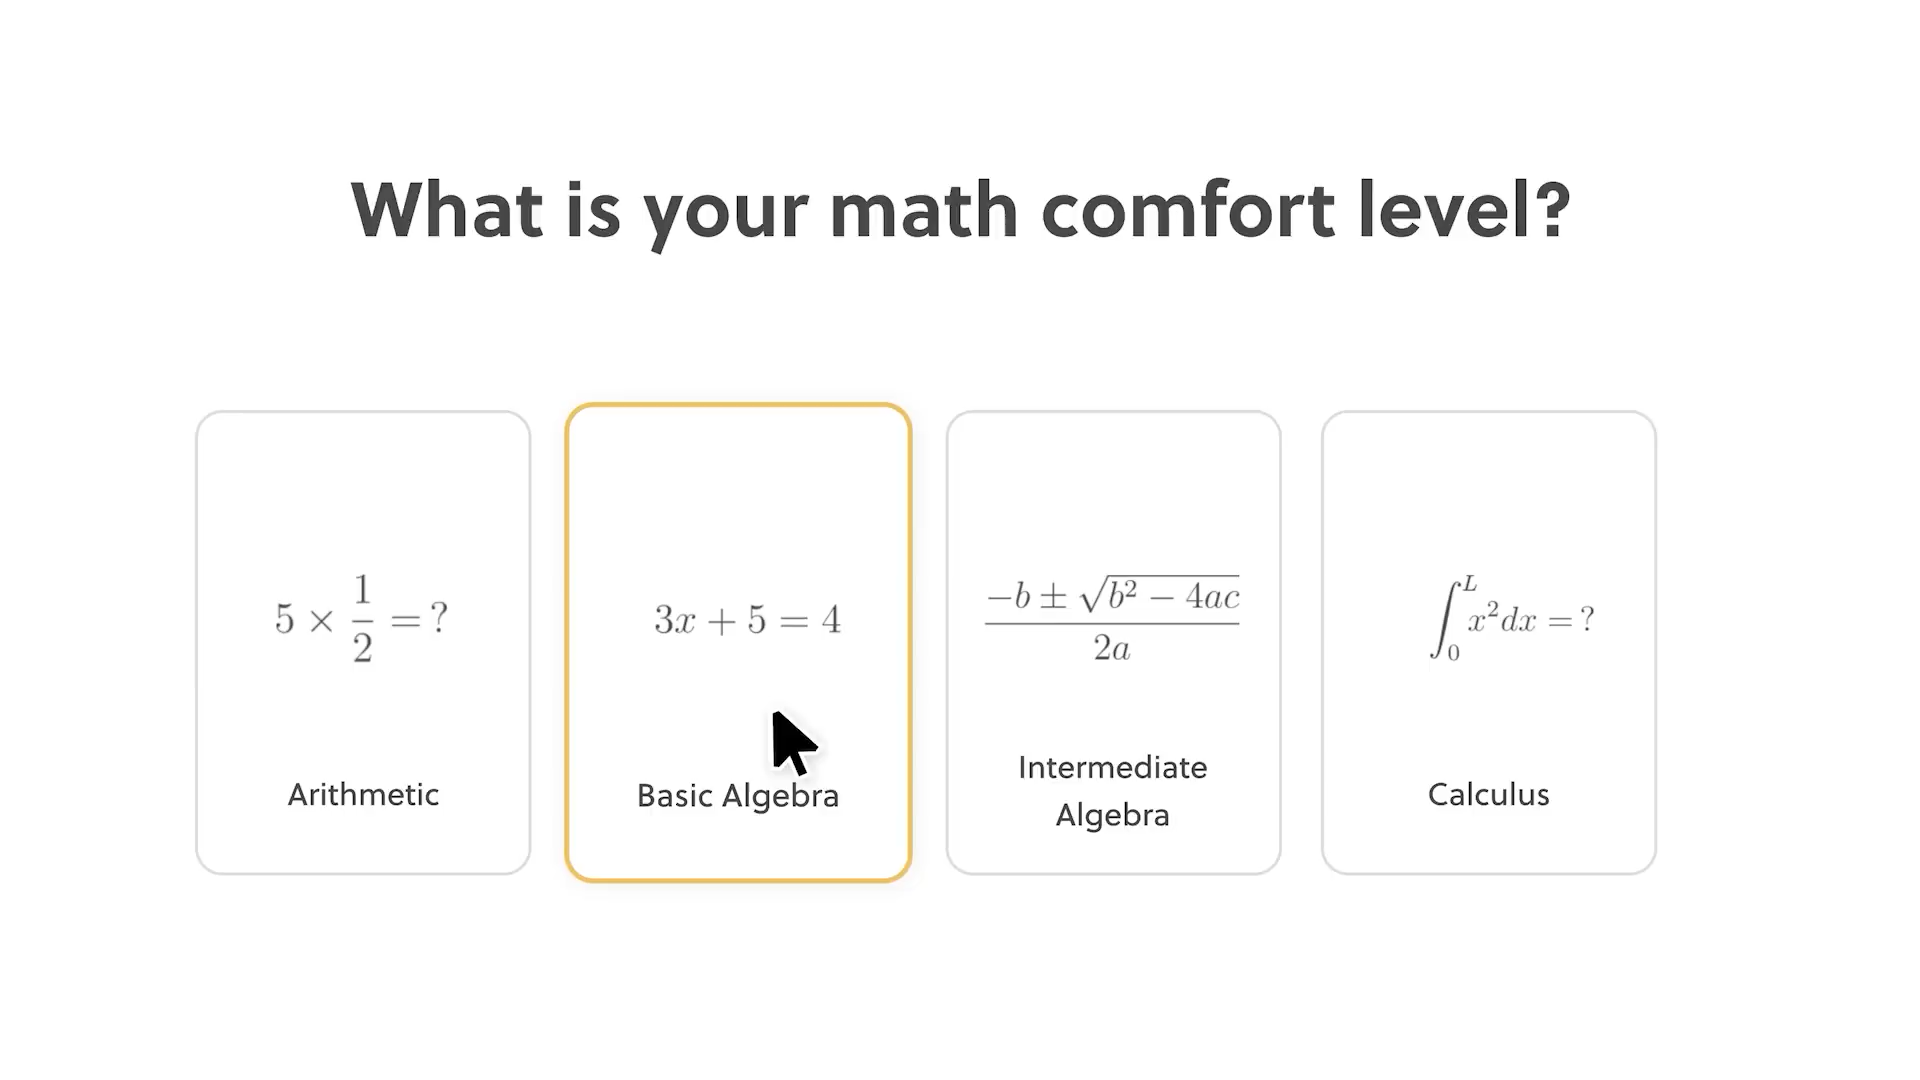 What is your math comfort level?
5 × 1/2 = ?
Arithmetic
3x + 5 = 4
Basic Algebra
−b ± √b² − 4ac
2a
Intermediate
Algebra
∫₀ᴸ x²dx = ?
Calculus